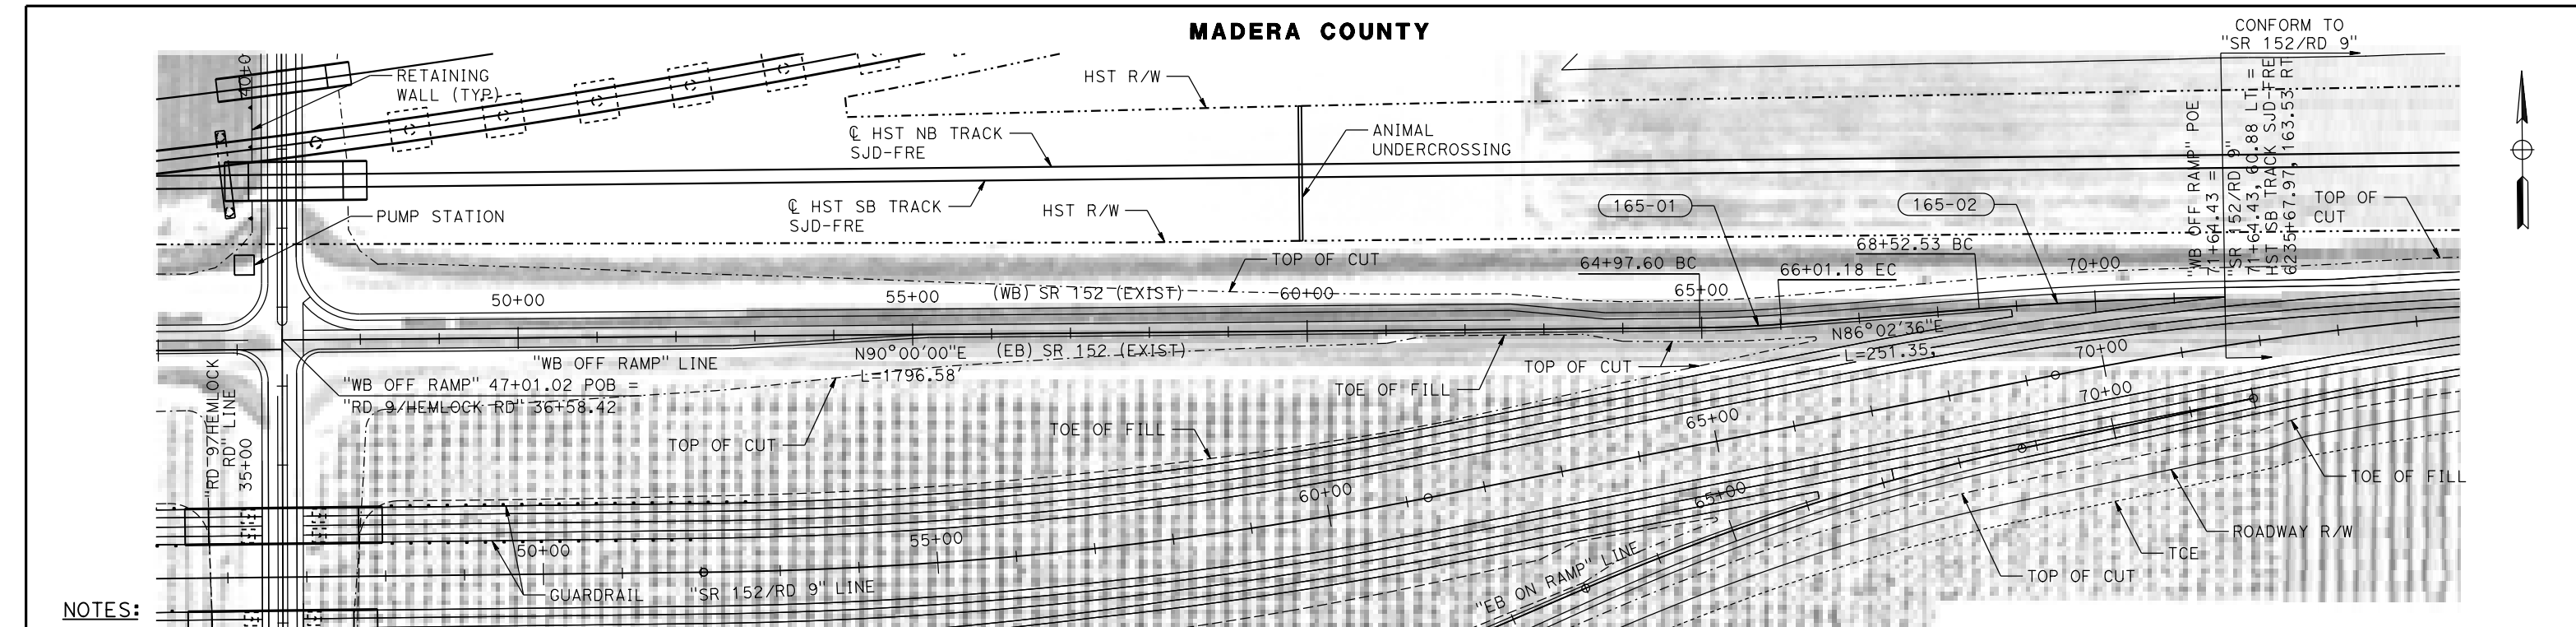 MADERA COUNTY
CONFORM TO
"SR 152/RD 9"
40+0
RETAINING
WALL (TYP)
HST R/W
℄ HST NB TRACK
SJD-FRE
ANIMAL
UNDERCROSSING
"WB OFF RAMP" POE
71+64.43 =
"SR 152/RD 9"
71+64.43, 60.88 LT =
HST SB TRACK SJD-FRE
6235+67.97, 163.53 RT
PUMP STATION
℄ HST SB TRACK
SJD-FRE
HST R/W
165-01
165-02
TOP OF
CUT
68+52.53 BC
64+97.60 BC
66+01.18 EC
70+00
TOP OF CUT
50+00
55+00
(WB) SR 152 (EXIST)
60+00
65+00
N86°02'36"E
L=251.35'
"WB OFF RAMP" LINE
N90°00'00"E
L=1796.58'
(EB) SR 152 (EXIST)
TOP OF CUT
70+00
"WB OFF RAMP" 47+01.02 POB =
"RD 9/HEMLOCK RD" 36+58.42
TOE OF FILL
70+00
"RD 9/HEMLOCK
RD" LINE
35+00
TOP OF CUT
TOE OF FILL
65+00
TOE OF FILL
60+00
65+00
ROADWAY R/W
50+00
55+00
TCE
TOP OF CUT
GUARDRAIL
"SR 152/RD 9" LINE
"EB ON RAMP" LINE
NOTES: